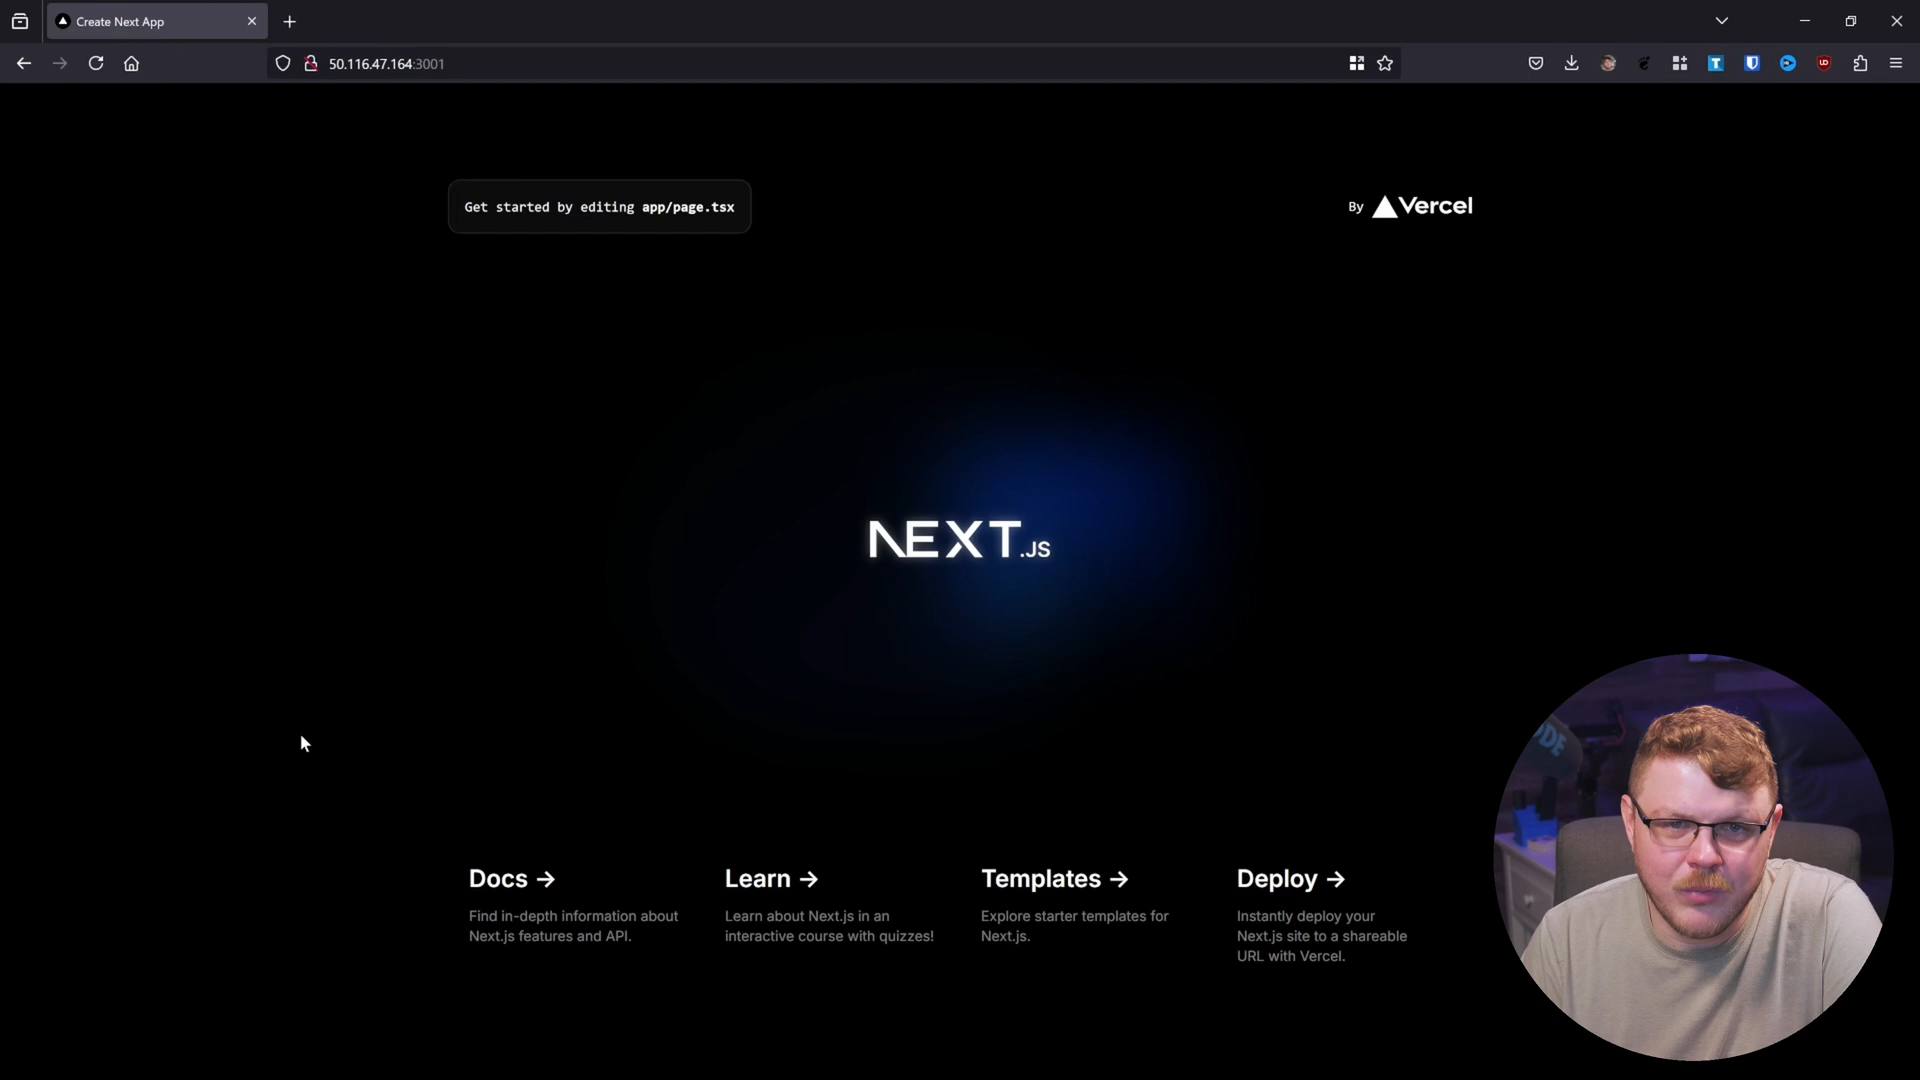 Create Next App
50.116.47.164:3001
Get started by editing app/page.tsx
By Vercel
NEXT.JS
Docs →
Find in-depth information about
Next.js features and API.
Learn →
Learn about Next.js in an
interactive course with quizzes!
Templates →
Explore starter templates for
Next.js.
Deploy →
Instantly deploy your
Next.js site to a shareable
URL with Vercel.